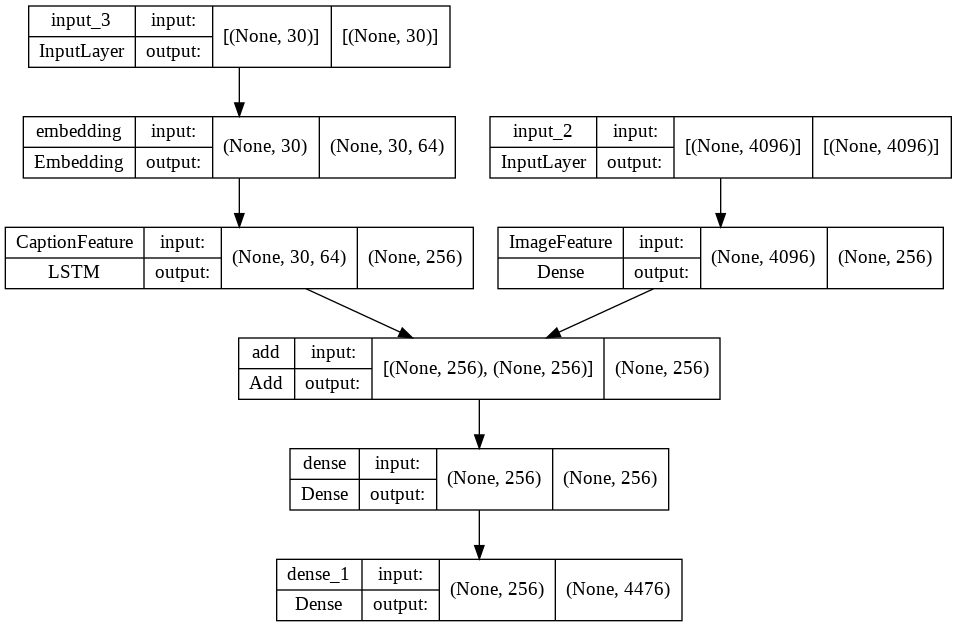 input_3 input: [(None, 30)] [(None, 30)]
InputLayer output:
embedding input: (None, 30) (None, 30, 64)
Embedding output:
input_2 input: [(None, 4096)] [(None, 4096)]
InputLayer output:
CaptionFeature input: (None, 30, 64) (None, 256)
LSTM output:
ImageFeature input: (None, 4096) (None, 256)
Dense output:
add input: [(None, 256), (None, 256)] (None, 256)
Add output:
dense input: (None, 256) (None, 256)
Dense output:
dense_1 input: (None, 256) (None, 4476)
Dense output: